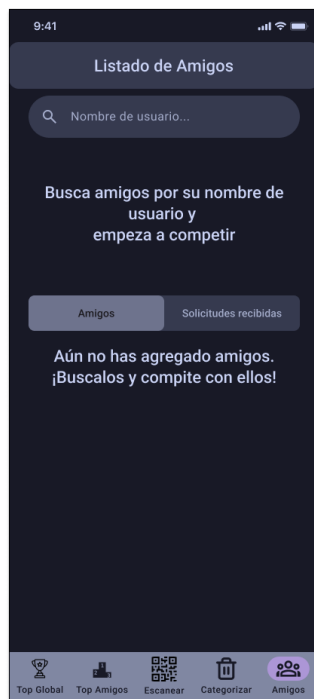 9:41
Listado de Amigos
Nombre de usuario...
Busca amigos por su nombre de
usuario y
empeza a competir
Amigos
Solicitudes recibidas
Aún no has agregado amigos.
¡Buscalos y compite con ellos!
Top Global
Top Amigos
Escanear
Categorizar
Amigos